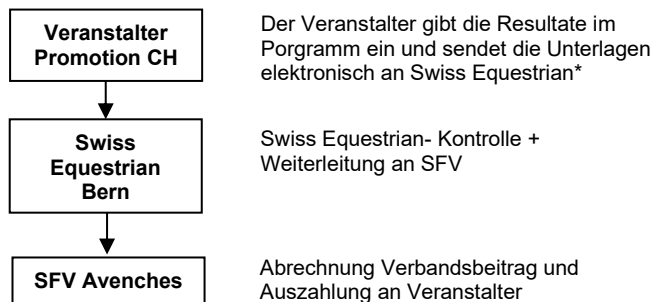 Veranstalter
Promotion CH
Der Veranstalter gibt die Resultate im
Porgramm ein und sendet die Unterlagen
elektronisch an Swiss Equestrian*
Swiss
Equestrian
Bern
Swiss Equestrian- Kontrolle +
Weiterleitung an SFV
SFV Avenches
Abrechnung Verbandsbeitrag und
Auszahlung an Veranstalter